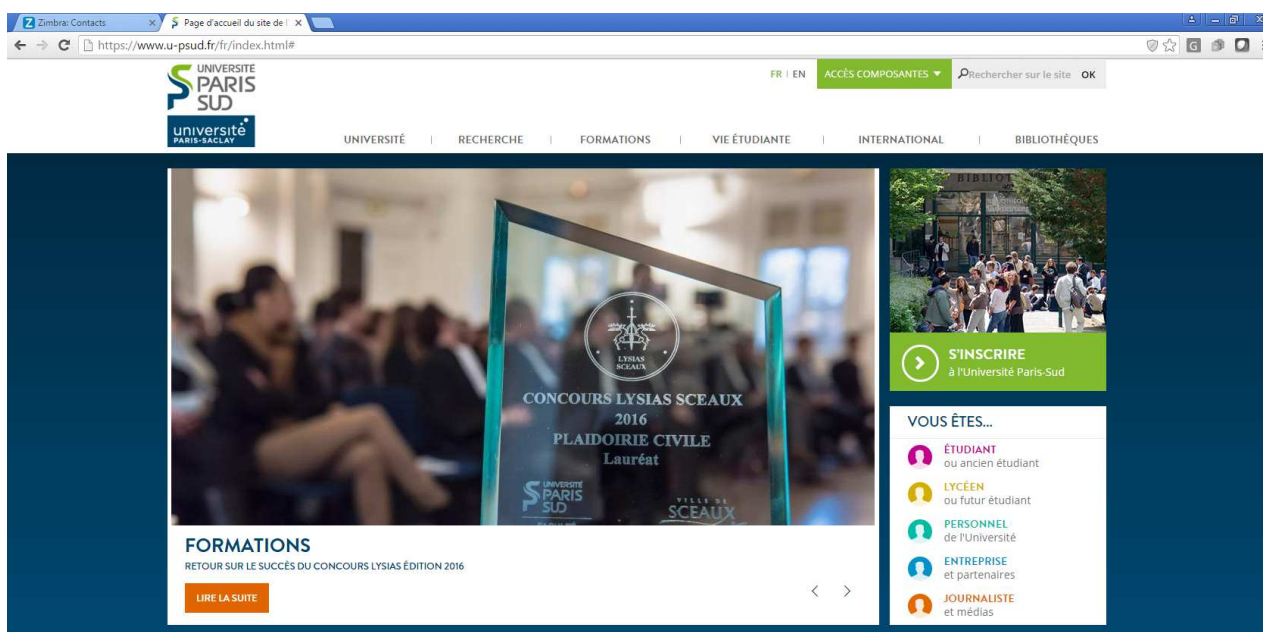 Zimbra: Contacts
Page d'accueil du site de l
https://www.u-psud.fr/fr/index.html#
UNIVERSITE
PARIS
SUD
université
PARIS-SACLAY
FR | EN
ACCÈS COMPOSANTES
Rechercher sur le site
OK
UNIVERSITÉ | RECHERCHE | FORMATIONS | VIE ÉTUDIANTE | INTERNATIONAL | BIBLIOTHÈQUES
LYSIAS
SCEAUX
CONCOURS LYSIAS SCEAUX
2016
PLAIDOIRIE CIVILE
Lauréat
UNIVERSITÉ
PARIS
SUD
VILLE DE
SCEAUX
FORMATIONS
RETOUR SUR LE SUCCÈS DU CONCOURS LYSIAS ÉDITION 2016
LIRE LA SUITE
S'INSCRIRE
à l'Université Paris-Sud
VOUS ÊTES...
ÉTUDIANT
ou ancien étudiant
LYCÉEN
ou futur étudiant
PERSONNEL
de l'Université
ENTREPRISE
et partenaires
JOURNALISTE
et médias